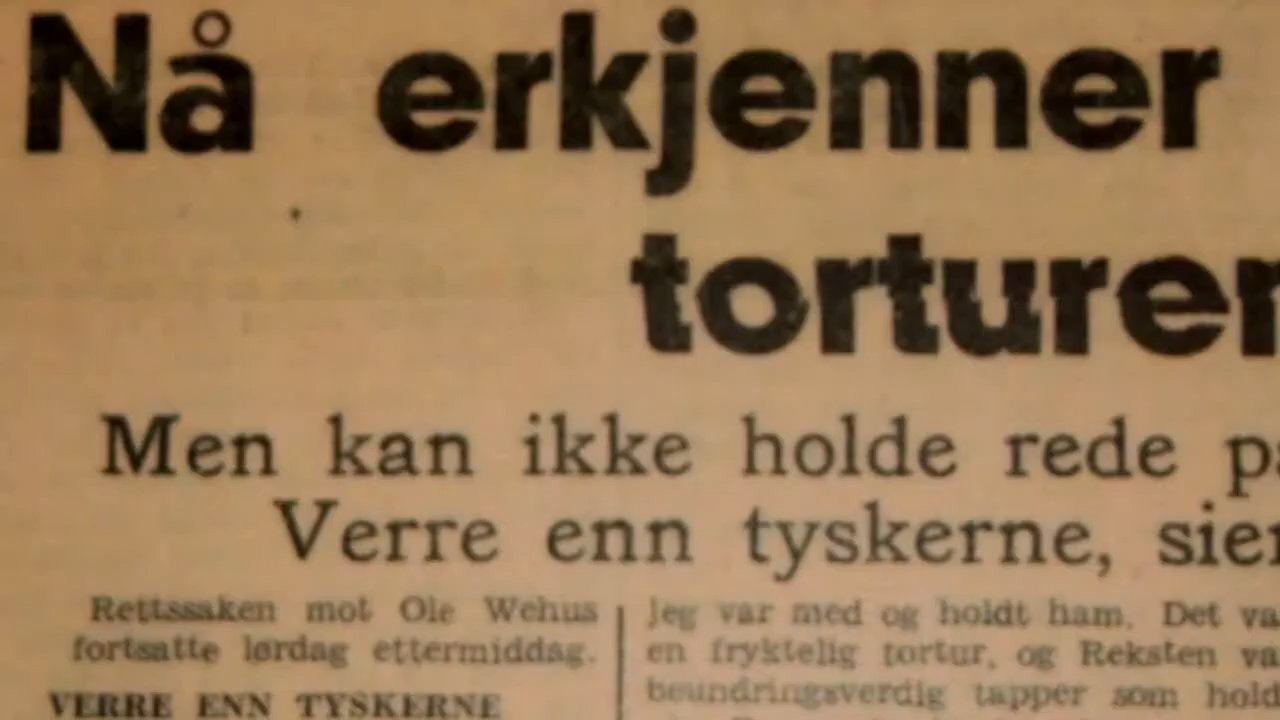 Nå erkjenner
torturen
Men kan ikke holde rede på
Verre enn tyskerne, sier
Rettssaken mot Ole Wehus
fortsatte lørdag ettermiddag.
VERRE ENN TYSKERNE
jeg var med og holdt ham. Det va
en fryktelig tortur, og Reksten va
beundringsverdig tapper som hold